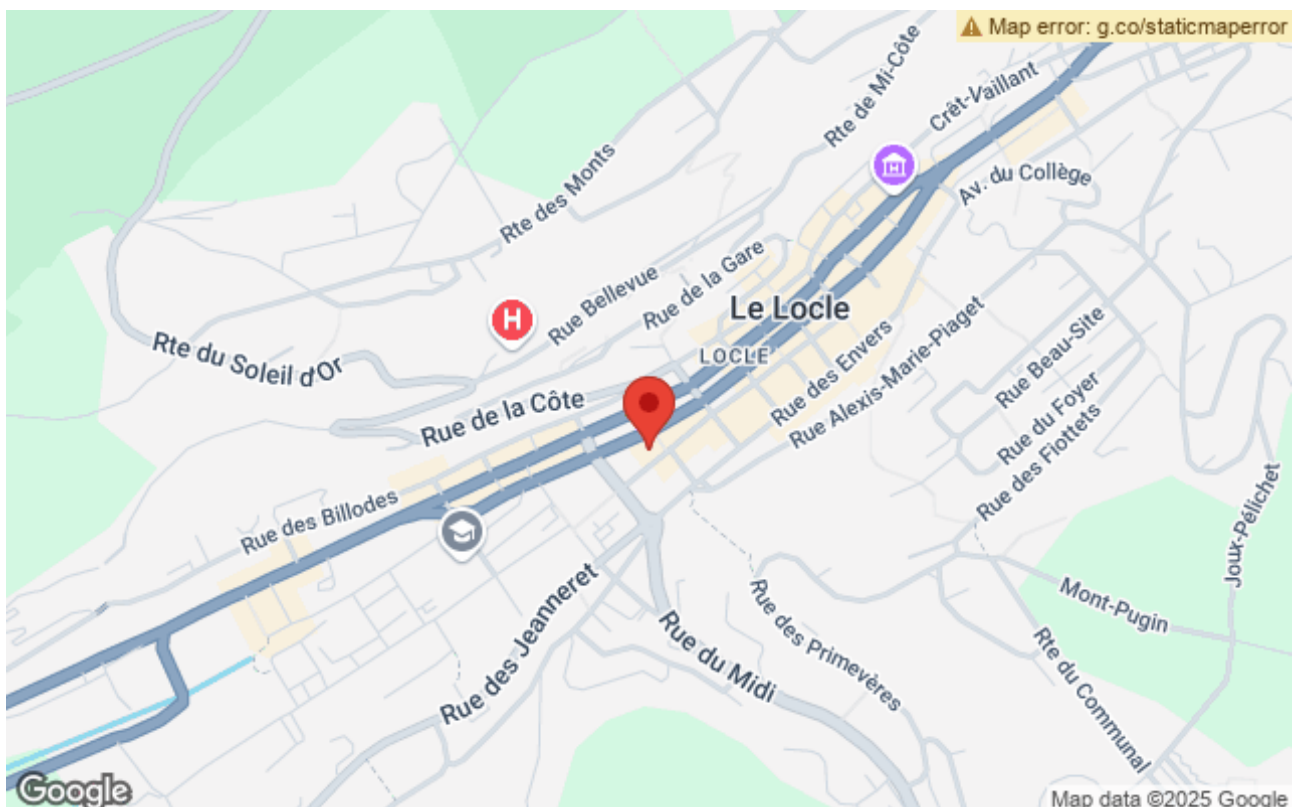 Map error: g.co/staticmaperror
Rte de Mi-Côte
Crêt-Vaillant
Rte des Monts
Av. du Collège
H
Rue Bellevue
Rue de la Gare
Le Locle
LOCLE
Rte du Soleil d'Or
Rue des Envers
Rue Alexis-Marie-Piaget
Rue Beau-Site
Rue du Foyer
Rue des Fiottets
Rue de la Côte
Rue des Billodes
Joux-Pélichet
Mont-Pugin
Rue des Jeanneret
Rue du Midi
Rue des Primevères
Rte du Communal
Google
Map data ©2025 Google